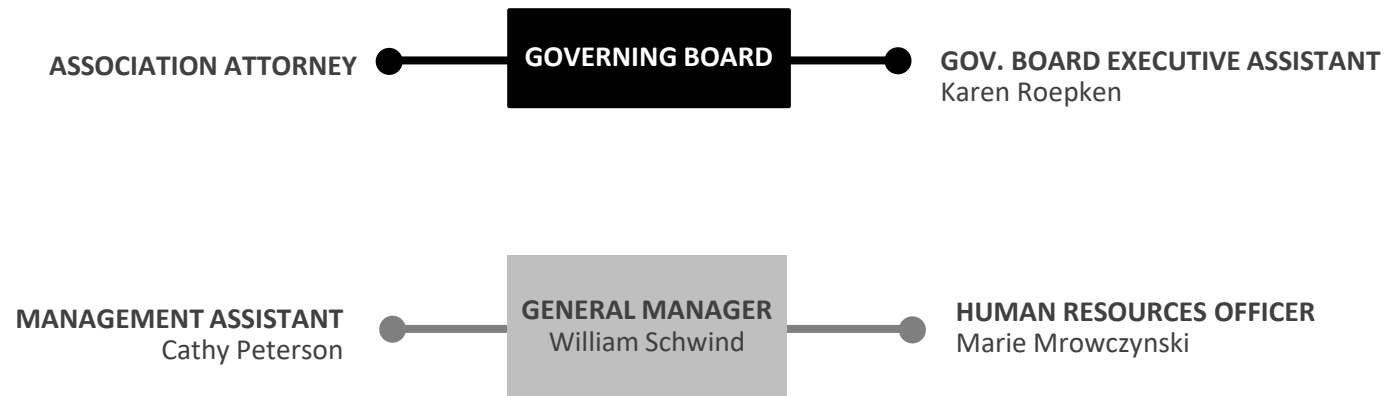 ASSOCIATION ATTORNEY
GOVERNING BOARD
GOV. BOARD EXECUTIVE ASSISTANT
Karen Roepken
MANAGEMENT ASSISTANT
Cathy Peterson
GENERAL MANAGER
William Schwind
HUMAN RESOURCES OFFICER
Marie Mrowczynski